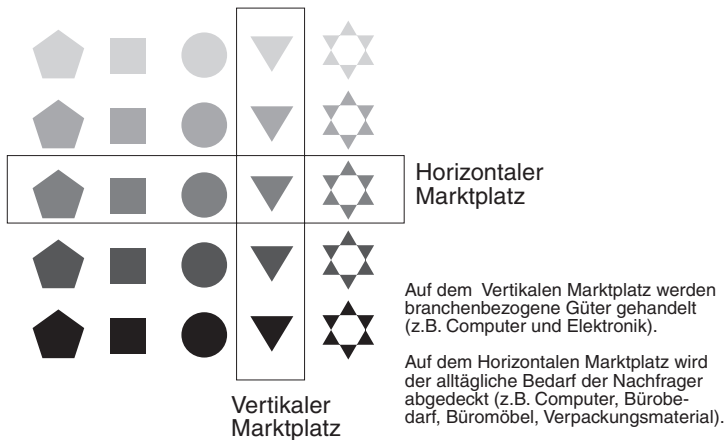 Horizontaler
Marktplatz
Auf dem Vertikalen Marktplatz werden
branchenbezogene Güter gehandelt
(z.B. Computer und Elektronik).
Auf dem Horizontalen Marktplatz wird
der alltägliche Bedarf der Nachfrager
abgedeckt (z.B. Computer, Bürobe-
darf, Büromöbel, Verpackungsmaterial).
Vertikaler
Marktplatz